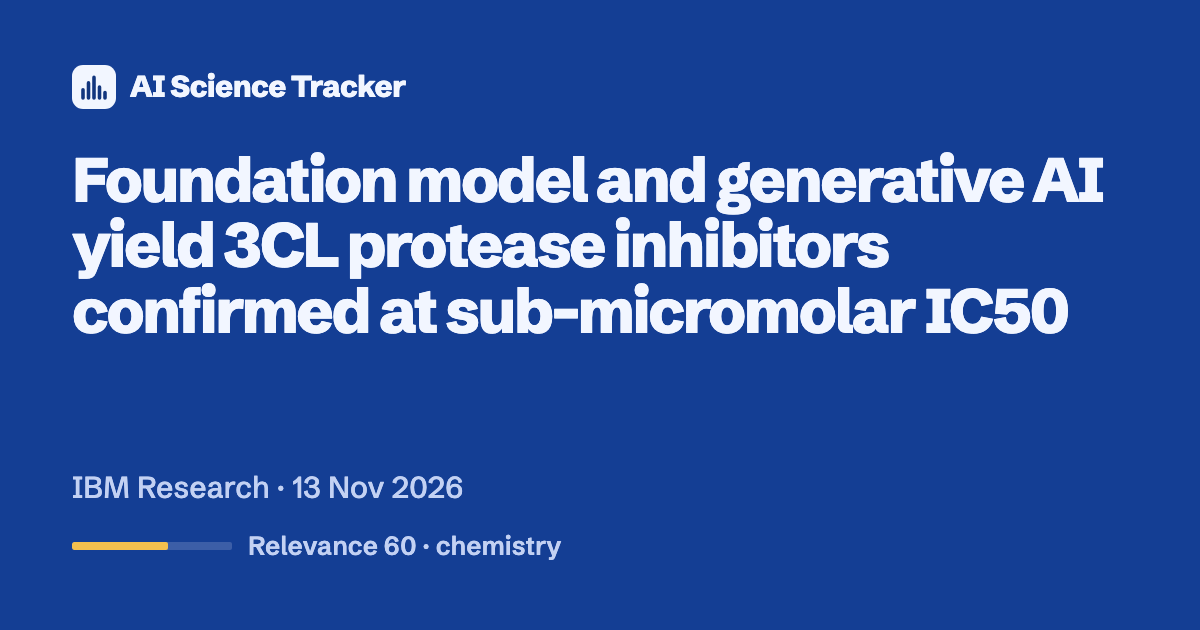 AI Science Tracker
Foundation model and generative AI
yield 3CL protease inhibitors
confirmed at sub-micromolar IC50
IBM Research · 13 Nov 2026
Relevance 60 · chemistry